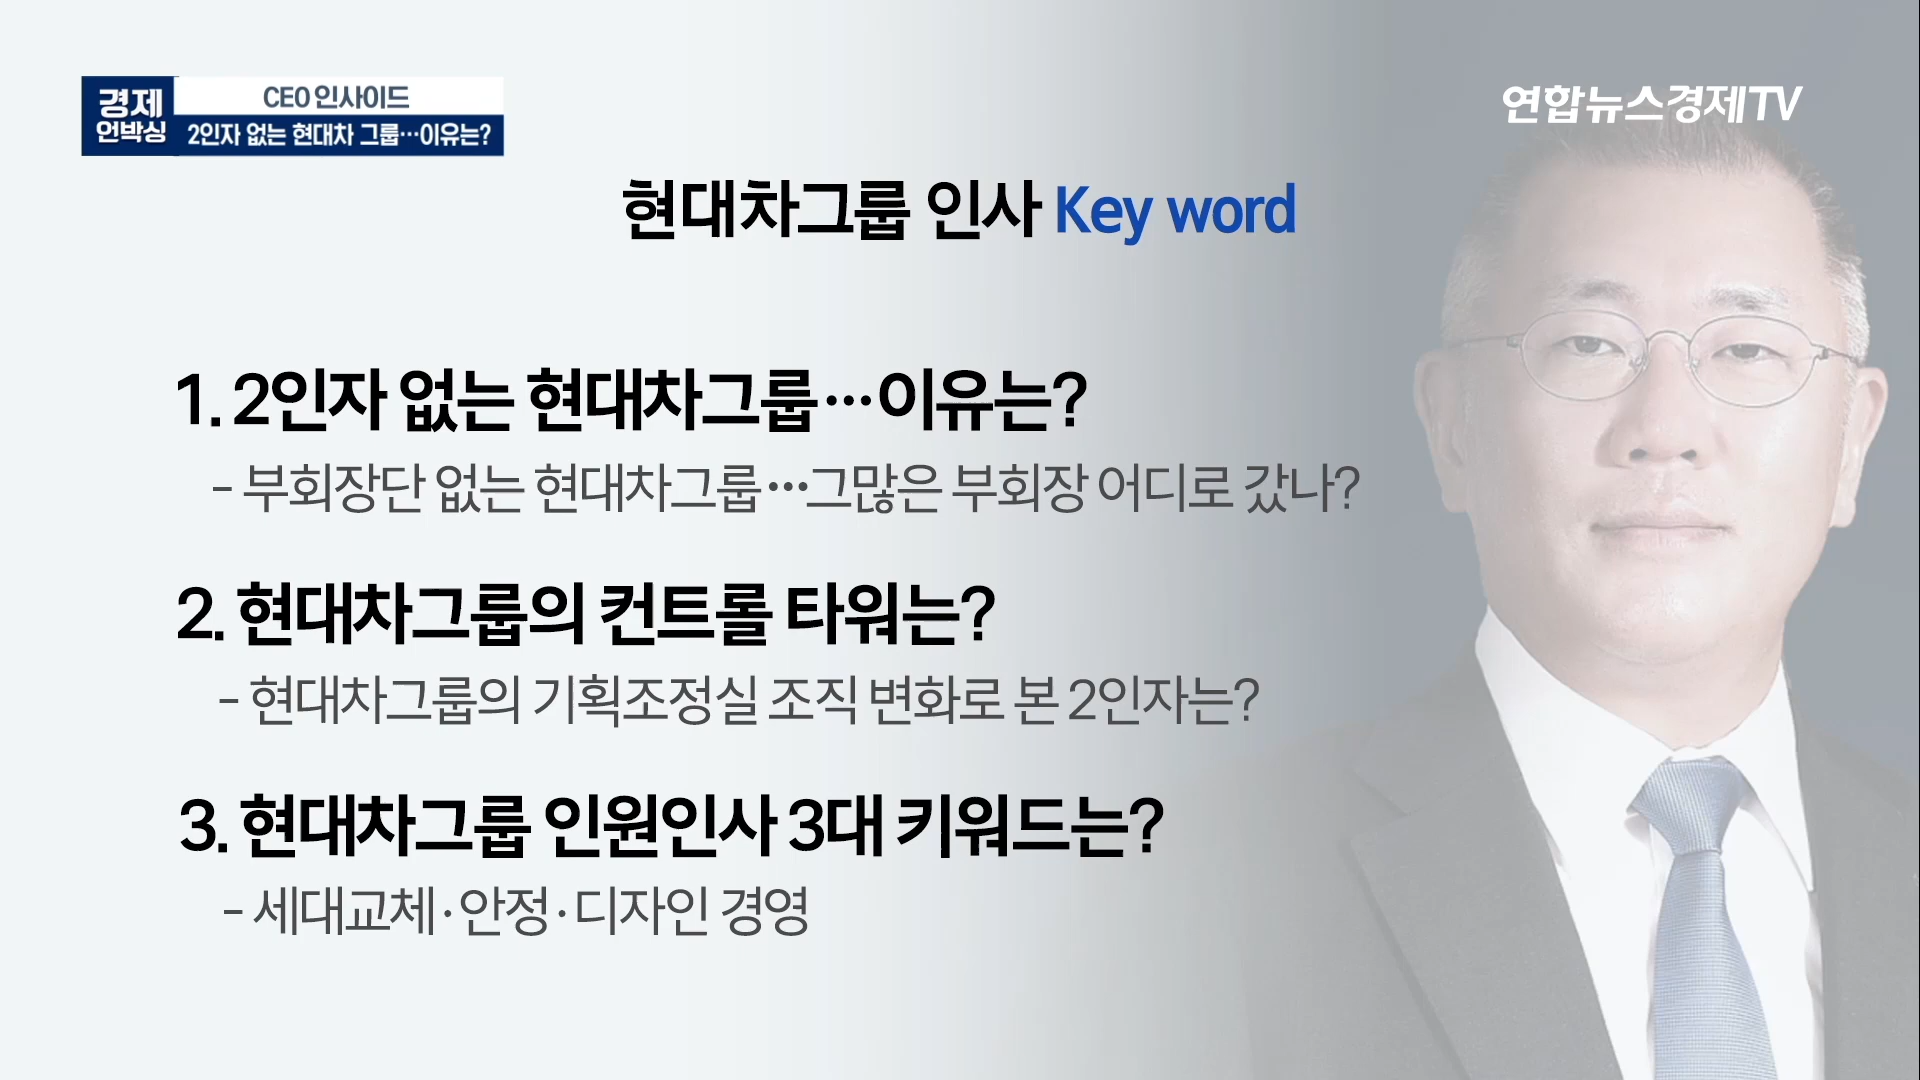 경제
언박싱
CEO 인사이드
2인자 없는 현대차 그룹…이유는?
연합뉴스경제TV
현대차그룹 인사 Key word
1. 2인자 없는 현대차그룹…이유는?
- 부회장단 없는 현대차그룹…그많은 부회장 어디로 갔나?
2. 현대차그룹의 컨트롤 타워는?
- 현대차그룹의 기획조정실 조직 변화로 본 2인자는?
3. 현대차그룹 인원인사 3대 키워드는?
- 세대교체·안정·디자인 경영